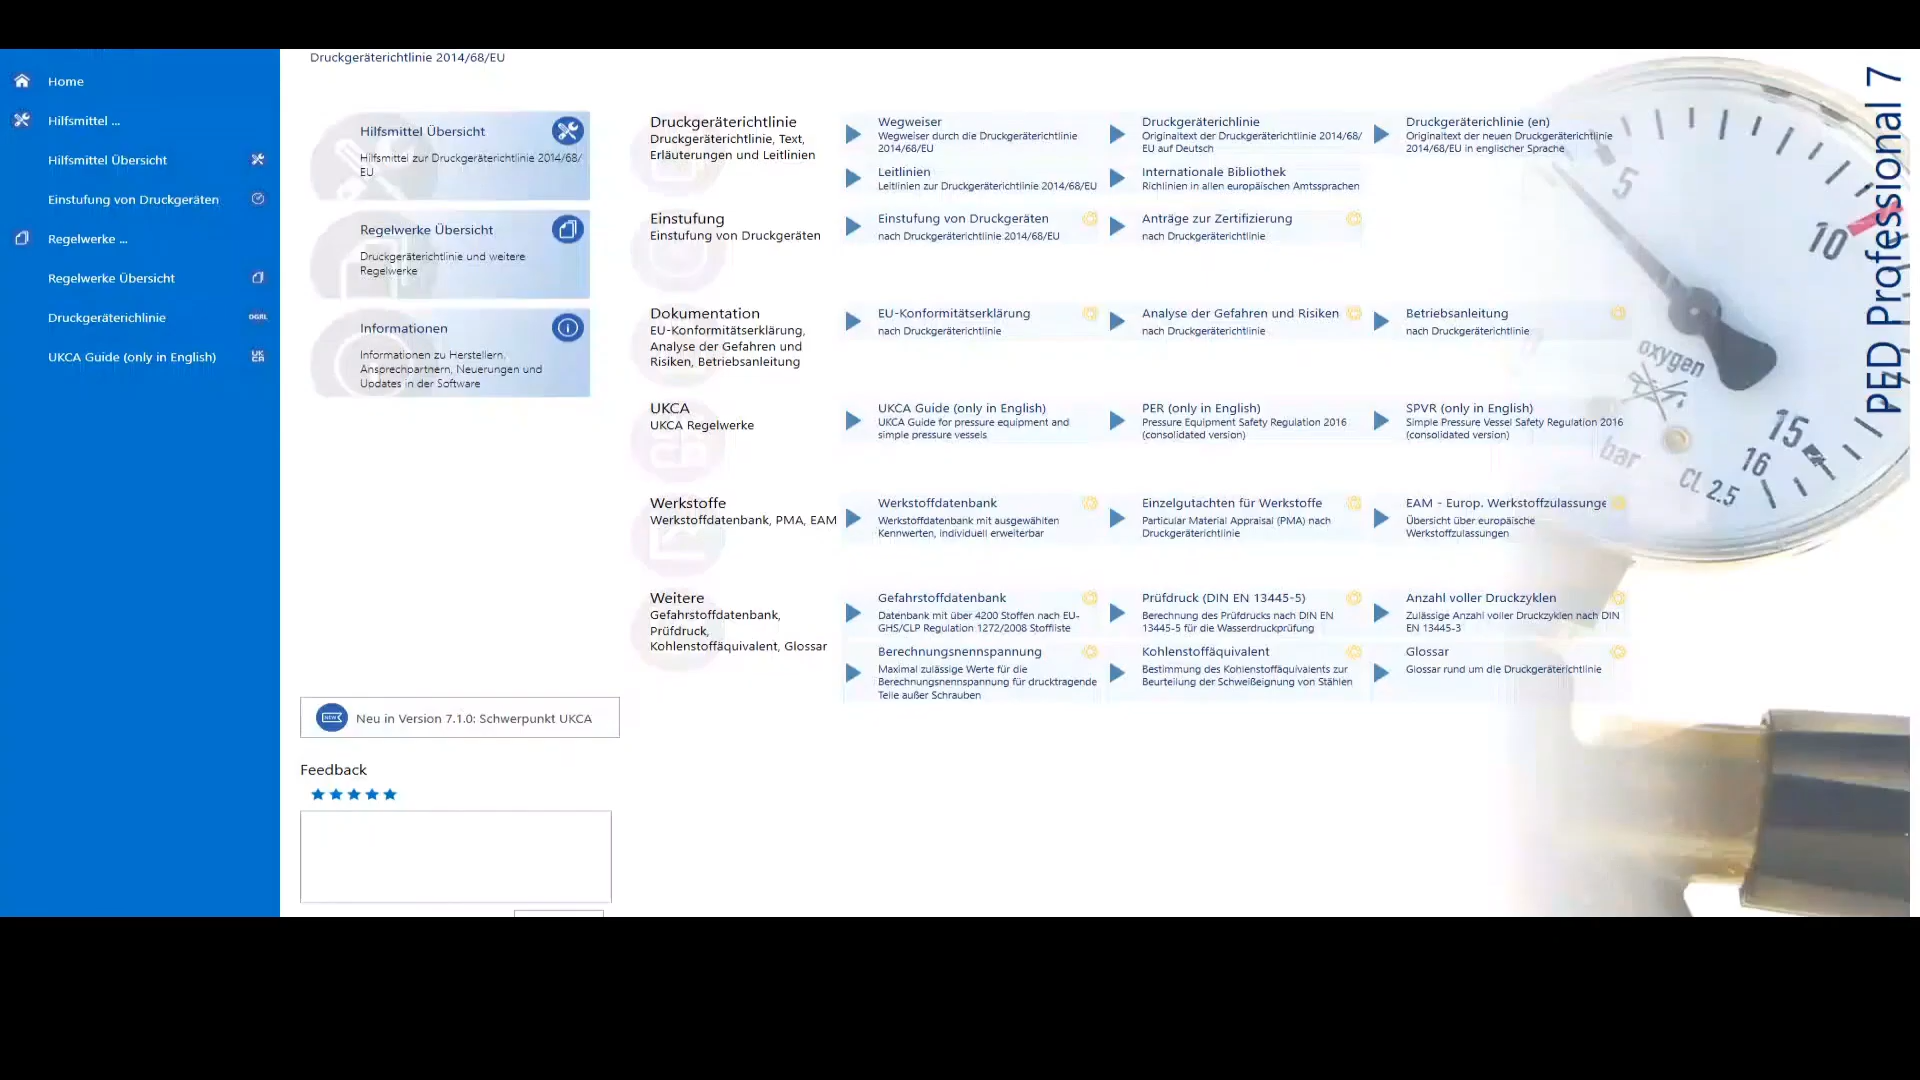 Druckgeräterichtlinie 2014/68/EU
Home
Hilfsmittel ...
Hilfsmittel Übersicht
Einstufung von Druckgeräten
Regelwerke ...
Regelwerke Übersicht
Druckgeräterichlinie
DGRL
UKCA Guide (only in English)
UK
CA
Hilfsmittel Übersicht
Hilfsmittel zur Druckgeräterichtlinie 2014/68/
EU
Regelwerke Übersicht
Druckgeräterichtlinie und weitere
Regelwerke
Informationen
Informationen zu Herstellern,
Ansprechpartnern, Neuerungen und
Updates in der Software
NEW
Neu in Version 7.1.0: Schwerpunkt UKCA
Feedback
Druckgeräterichtlinie
Druckgeräterichtlinie, Text,
Erläuterungen und Leitlinien
Wegweiser
Wegweiser durch die Druckgeräterichtlinie
2014/68/EU
Druckgeräterichlinie
Originaltext der Druckgeräterichtlinie 2014/68/
EU auf Deutsch
Druckgeräterichlinie (en)
Originaltext der neuen Druckgeräterichtlinie
2014/68/EU in englischer Sprache
Leitlinien
Leitlinien zur Druckgeräterichtlinie 2014/68/EU
Internationale Bibliothek
Richlinien in allen europäischen Amtssprachen
Einstufung
Einstufung von Druckgeräten
Einstufung von Druckgeräten
nach Druckgeräterichtlinie 2014/68/EU
Anträge zur Zertifizierung
nach Druckgeräterichtlinie
Dokumentation
EU-Konformitätserklärung,
Analyse der Gefahren und
Risiken, Betriebsanleitung
EU-Konformitätserklärung
nach Druckgeräterichtlinie
Analyse der Gefahren und Risiken
nach Druckgeräterichtlinie
Betriebsanleitung
nach Druckgeräterichtlinie
UKCA
UKCA Regelwerke
UKCA Guide (only in English)
UKCA Guide for pressure equipment and
simple pressure vessels
PER (only in English)
Pressure Equipment Safety Regulation 2016
(consolidated version)
SPVR (only in English)
Simple Pressure Vessel Safety Regulation 2016
(consolidated version)
Werkstoffe
Werkstoffdatenbank, PMA, EAM
Werkstoffdatenbank
Werkstoffdatenbank mit ausgewählten
Kennwerten, individuell erweiterbar
Einzelgutachten für Werkstoffe
Particular Material Appraisal (PMA) nach
Druckgeräterichtlinie
EAM - Europ. Werkstoffzulassunge
Übersicht über europäische
Werkstoffzulassungen
Weitere
Gefahrstoffdatenbank,
Prüfdruck,
Kohlenstoffäquivalent, Glossar
Gefahrstoffdatenbank
Datenbank mit über 4200 Stoffen nach EU-
GHS/CLP Regulation 1272/2008 Stoffliste
Prüfdruck (DIN EN 13445-5)
Berechnung des Prüfdrucks nach DIN EN
13445-5 für die Wasserdruckprüfung
Anzahl voller Druckzyklen
Zulässige Anzahl voller Druckzyklen nach DIN
EN 13445-3
Berechnungsnennspannung
Maximal zulässige Werte für die
Berechnungsnennspannung für drucktragende
Teile außer Schrauben
Kohlenstoffäquivalent
Bestimmung des Kohlenstoffäquivalents zur
Beurteilung der Schweißeignung von Stählen
Glossar
Glossar rund um die Druckgeräterichtlinie
PED Professional 7
5
10
oxygen
15
16
bar
CL 2.5